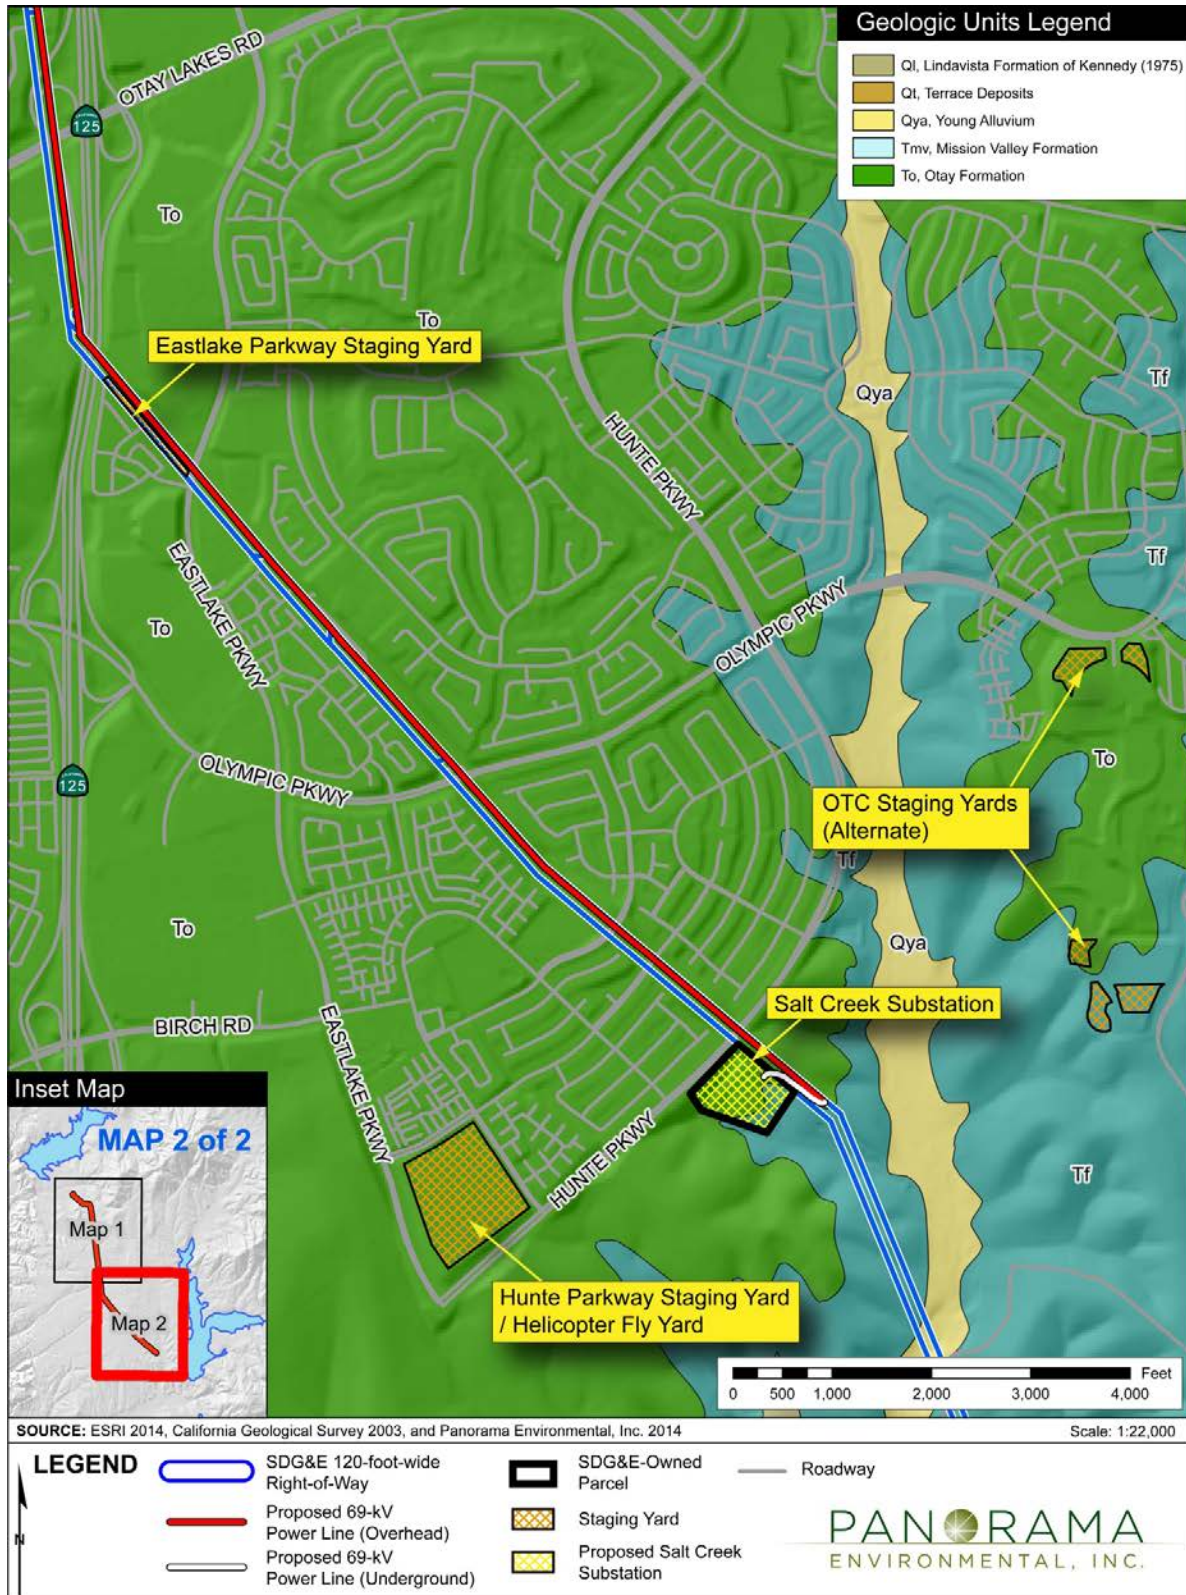 Geologic Units Legend
Ql, Lindavista Formation of Kennedy (1975)
Qt, Terrace Deposits
Qya, Young Alluvium
Tmv, Mission Valley Formation
To, Otay Formation
OTAY LAKES RD
125
To
To
Eastlake Parkway Staging Yard
Tf
Qya
HUNTE PKWY
Tf
EASTLAKE PKWY
To
OLYMPIC PKWY
OLYMPIC PKWY
125
To
OTC Staging Yards
(Alternate)
Tf
To
Qya
Salt Creek Substation
BIRCH RD
EASTLAKE PKWY
HUNTE PKWY
Tf
Inset Map
MAP 2 of 2
Map 1
Map 2
Hunte Parkway Staging Yard
/ Helicopter Fly Yard
Feet
0 500 1,000 2,000 3,000 4,000
SOURCE: ESRI 2014, California Geological Survey 2003, and Panorama Environmental, Inc. 2014
Scale: 1:22,000
LEGEND
N
SDG&E 120-foot-wide
Right-of-Way
Proposed 69-kV
Power Line (Overhead)
Proposed 69-kV
Power Line (Underground)
SDG&E-Owned
Parcel
Staging Yard
Proposed Salt Creek
Substation
Roadway
PANORAMA
ENVIRONMENTAL, INC.